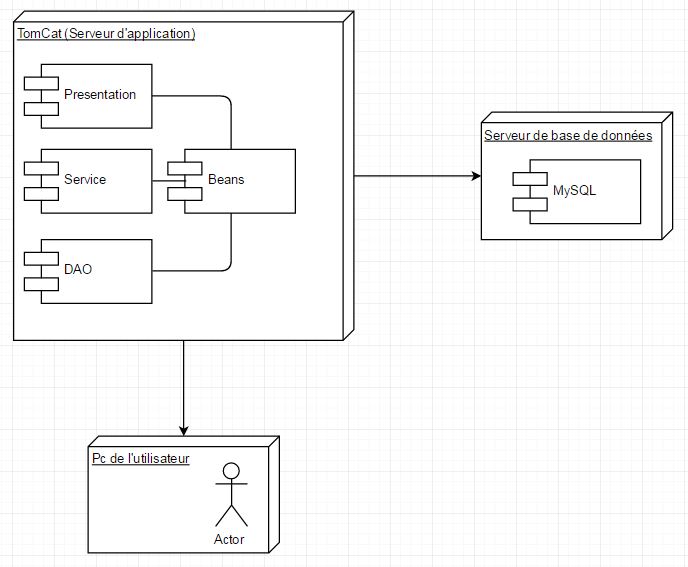 TomCat (Serveur d'application)
Presentation
Service
Beans
DAO
Serveur de base de données
MySQL
Pc de l'utilisateur
Actor